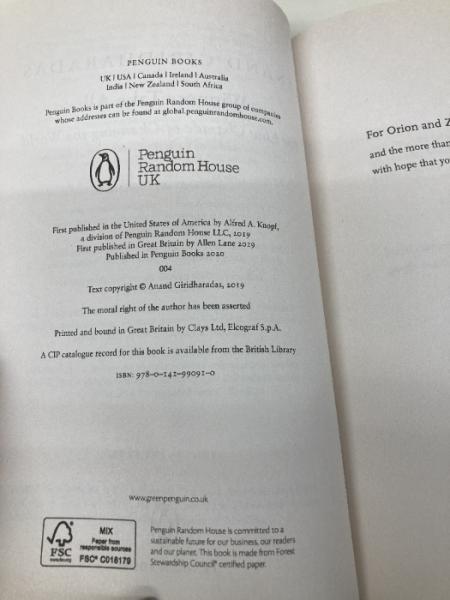 PENGUIN BOOKS
UK | USA | Canada | Ireland | Australia
India | New Zealand | South Africa
Penguin Books is part of the Penguin Random House group of companies
whose addresses can be found at global.penguinrandomhouse.com.
Penguin
Random House
UK
First published in the United States of America by Alfred A. Knopf,
a division of Penguin Random House LLC, 2019
First published in Great Britain by Allen Lane 2019
Published in Penguin Books 2020
004
Text copyright © Anand Giridharadas, 2019
The moral right of the author has been asserted
Printed and bound in Great Britain by Clays Ltd, Elcograf S.p.A.
A CIP catalogue record for this book is available from the British Library
ISBN: 978-0-141-99091-0
www.greenpenguin.co.uk
FSC
www.fsc.org
MIX
Paper from
responsible sources
FSC® C018179
Penguin Random House is committed to a
sustainable future for our business, our readers
and our planet. This book is made from Forest
Stewardship Council® certified paper.
For Orion and Z
and the more than
with hope that yo